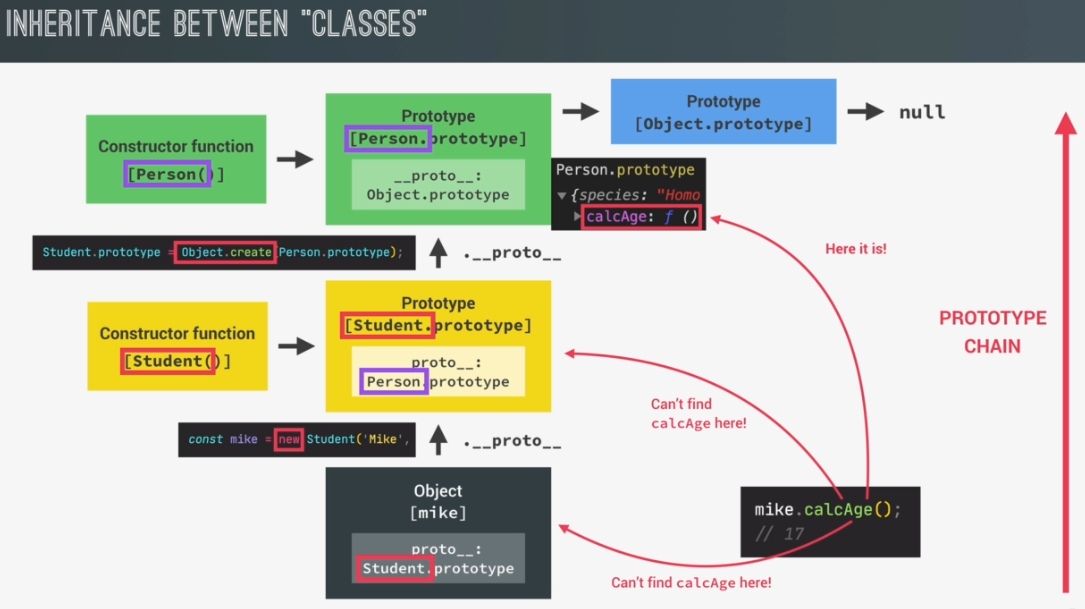 INHERITANCE BETWEEN "CLASSES"
Prototype
[Object.prototype]
null
Prototype
[Person.prototype]
__proto__:
Object.prototype
Constructor function
[Person()]
Person.prototype
{species: "Homo
calcAge: ƒ ()
Student.prototype = Object.create(Person.prototype);
.__proto__
Here it is!
Constructor function
[Student()]
Prototype
[Student.prototype]
proto__:
Person.prototype
PROTOTYPE
CHAIN
Can't find
calcAge here!
const mike = new Student('Mike',
.__proto__
Object
[mike]
proto__:
Student.prototype
mike.calcAge();
// 17
Can't find calcAge here!